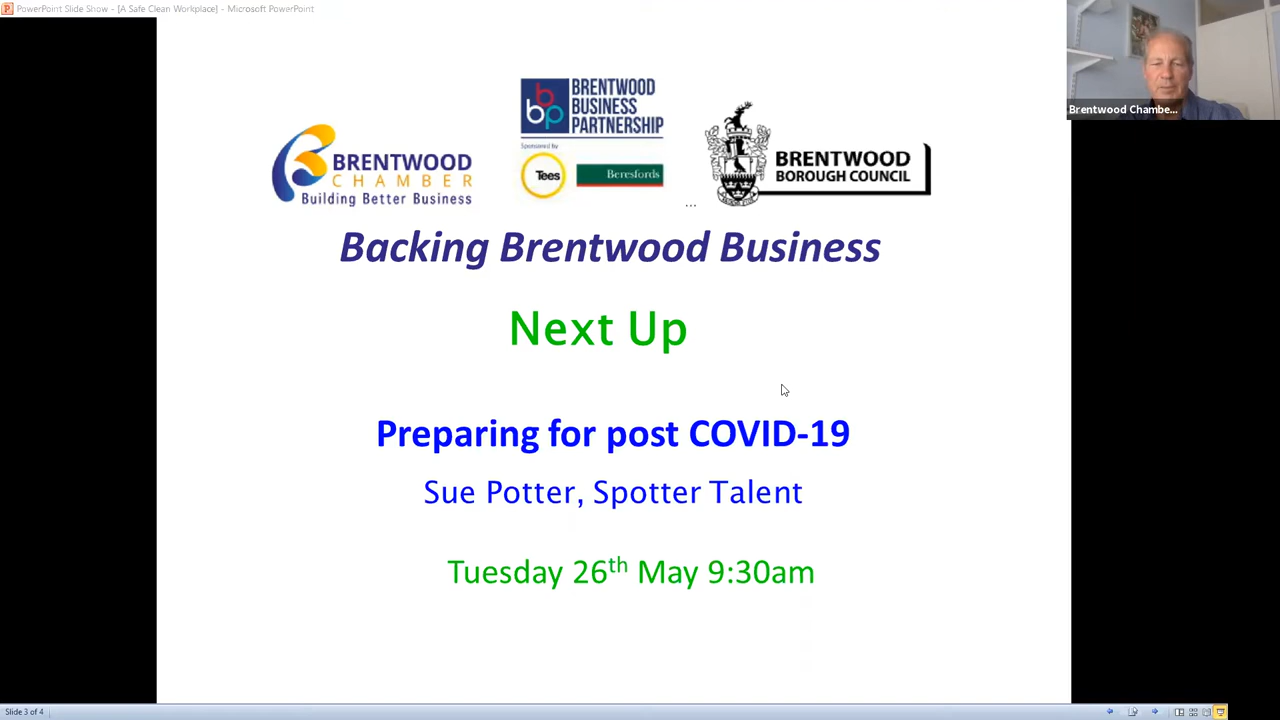 PowerPoint Slide Show - [A Safe Clean Workplace] - Microsoft PowerPoint
Brentwood Chambe...
BRENTWOOD
CHAMBER
Building Better Business
bbp
BRENTWOOD
BUSINESS
PARTNERSHIP
Sponsored by
Tees
Beresfords
BRENTWOOD
BOROUGH COUNCIL
...
Backing Brentwood Business
Next Up
Preparing for post COVID-19
Sue Potter, Spotter Talent
Tuesday 26th May 9:30am
Slide 3 of 4